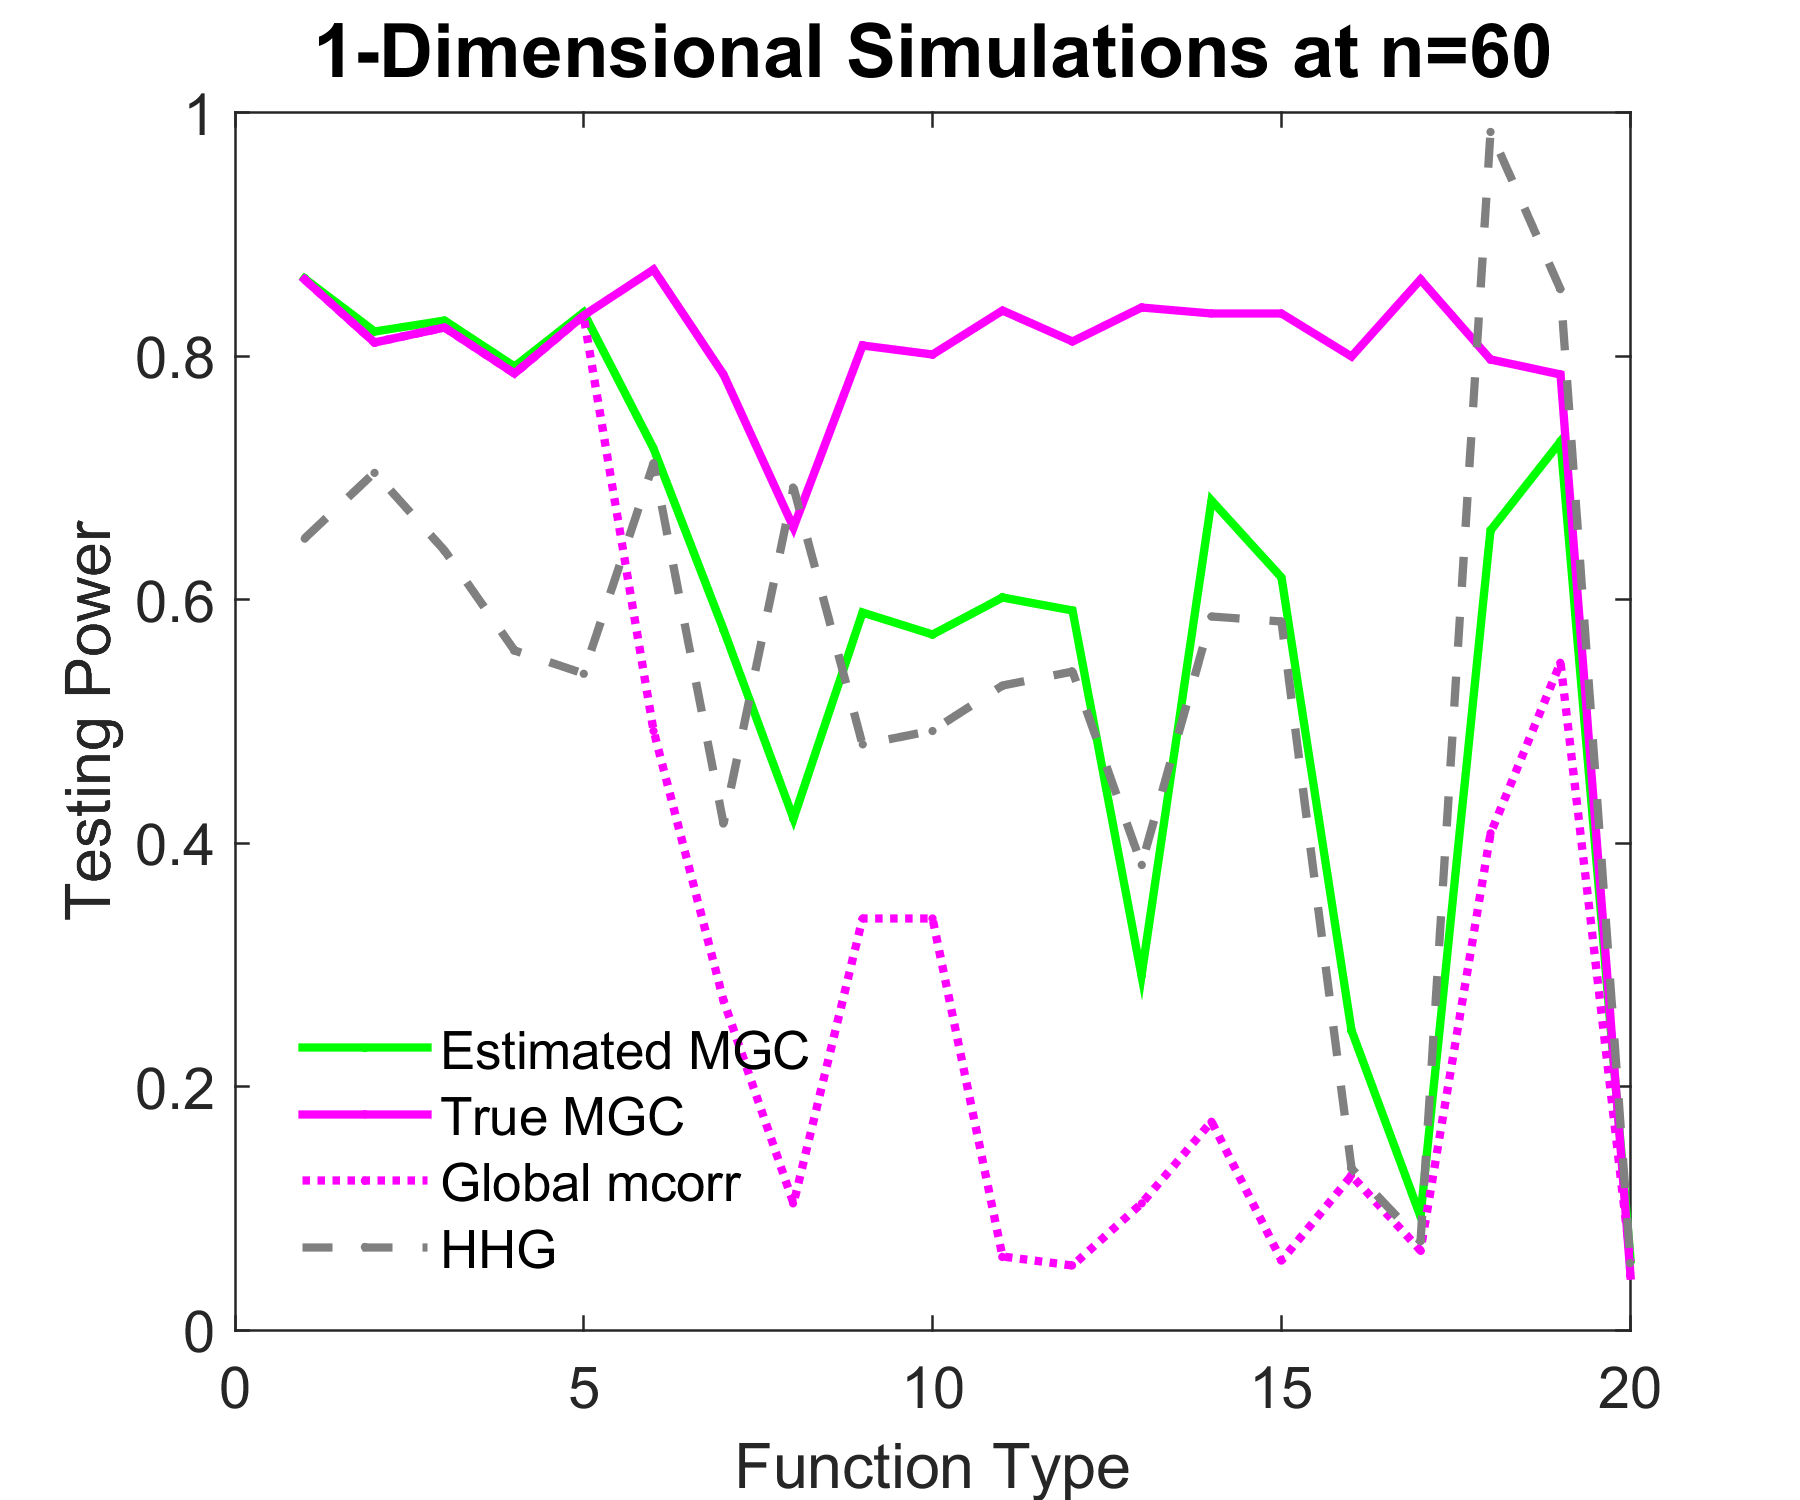 1-Dimensional Simulations at n=60
1
0.8
0.6
0.4
0.2
0
Testing Power
Estimated MGC
True MGC
Global mcorr
HHG
0 5 10 15 20
Function Type